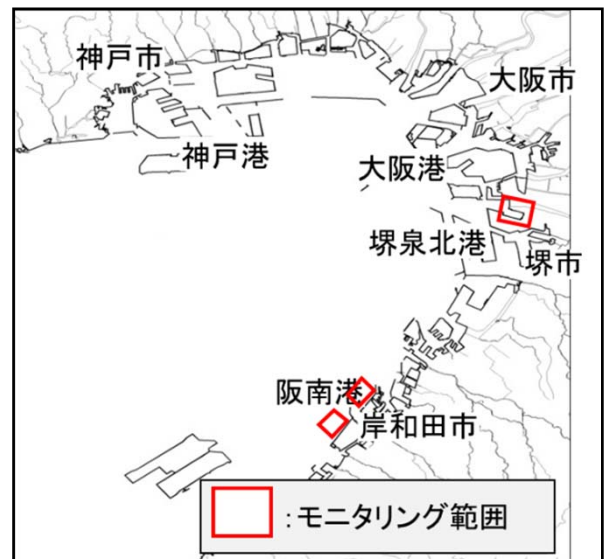 神戸市
大阪市
神戸港
大阪港
堺泉北港
堺市
阪南港
岸和田市
：モニタリング範囲